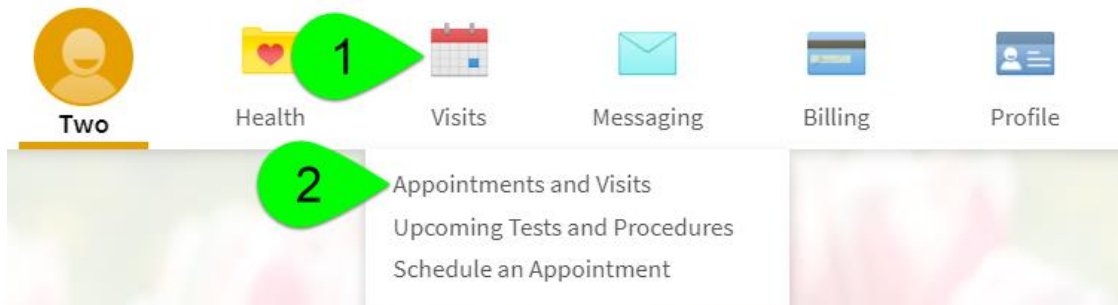 1
Two
Health
Visits
Messaging
Billing
Profile
2
Appointments and Visits
Upcoming Tests and Procedures
Schedule an Appointment